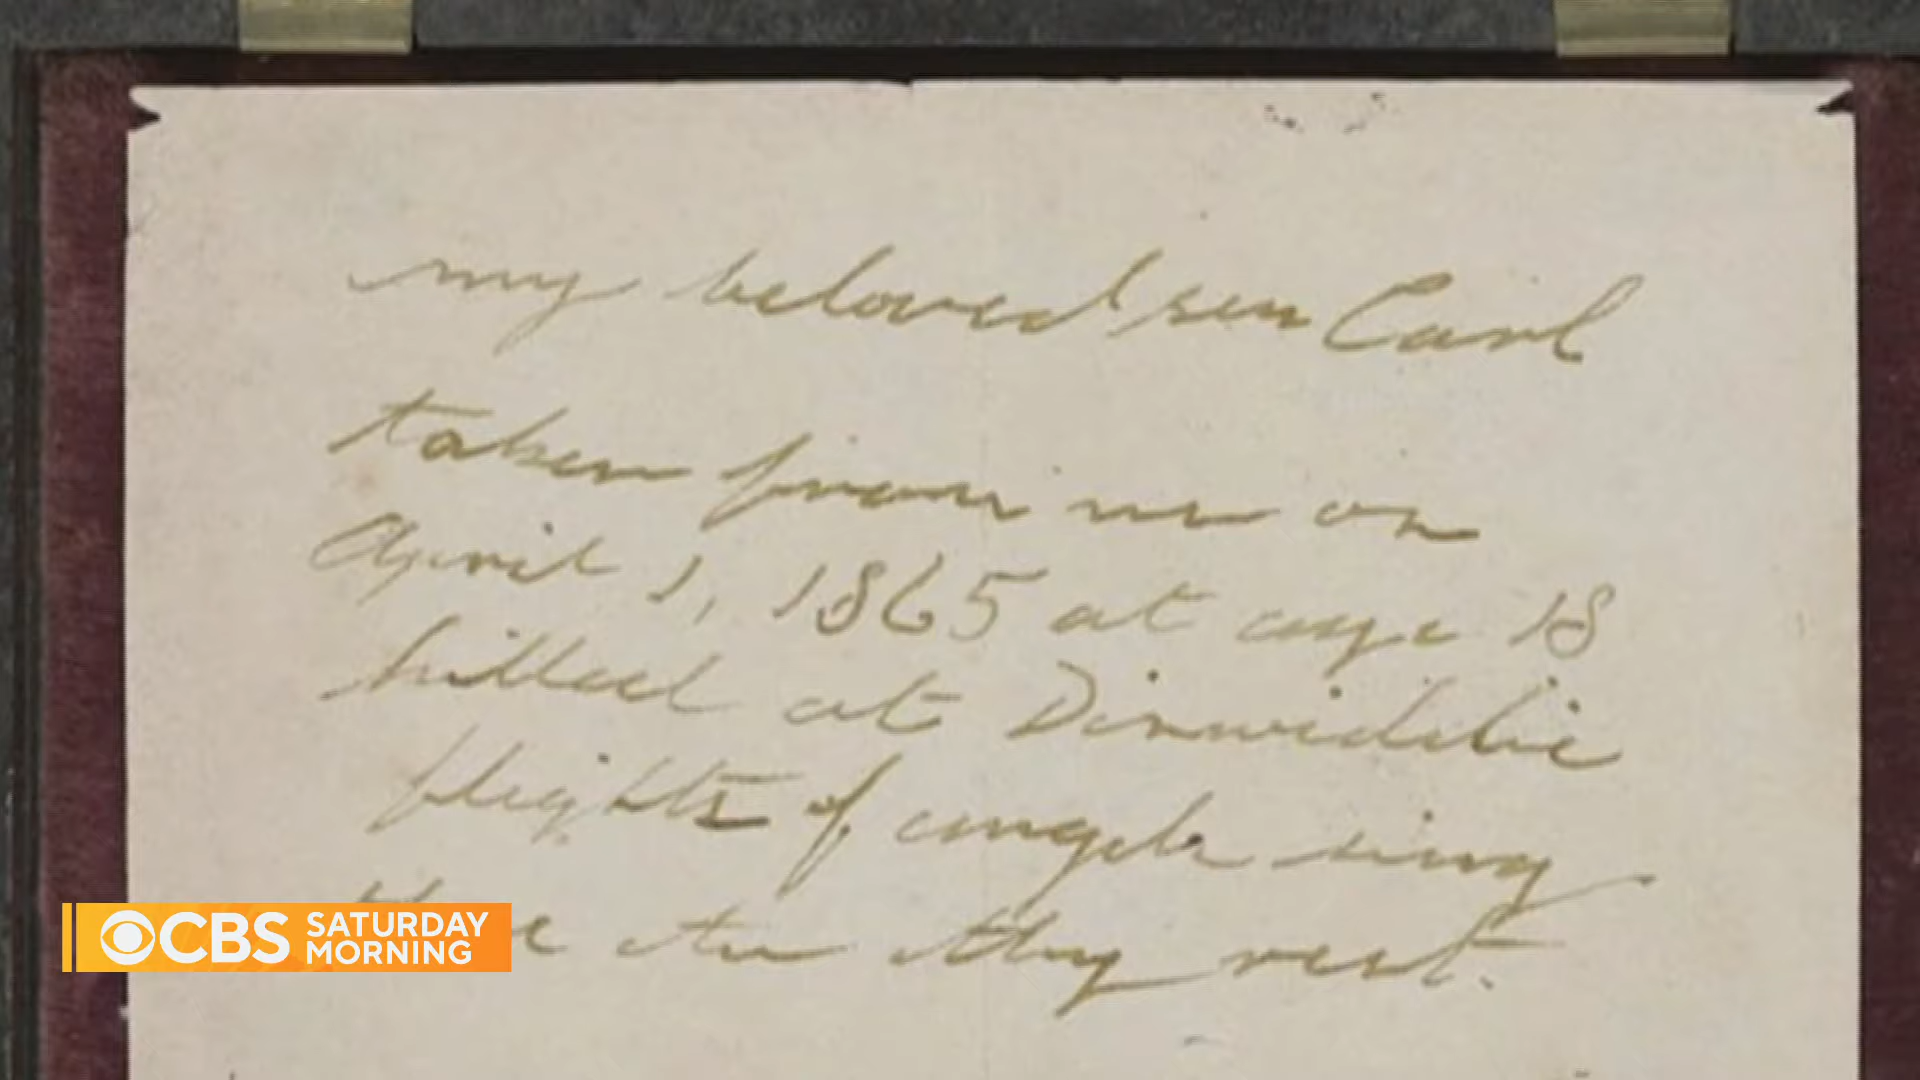 my beloved son Carl
taken from me on
April 1, 1865 at age 18
killed at Dinwiddie
flights of angels sing
thee to thy rest.
CBS SATURDAY
MORNING